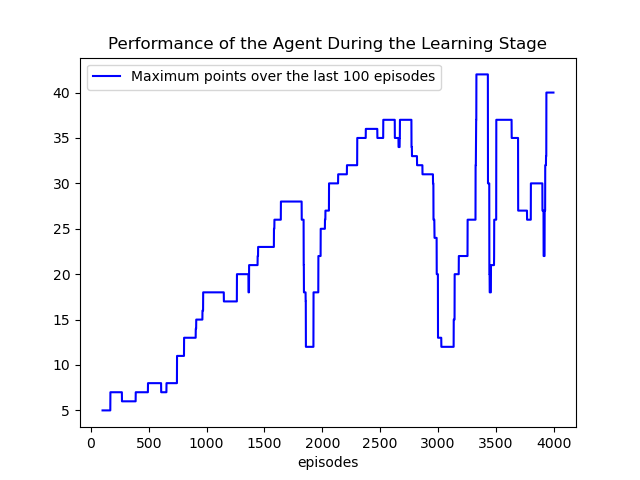 Performance of the Agent During the Learning Stage
Maximum points over the last 100 episodes
40
35
30
25
20
15
10
5
0 500 1000 1500 2000 2500 3000 3500 4000
episodes